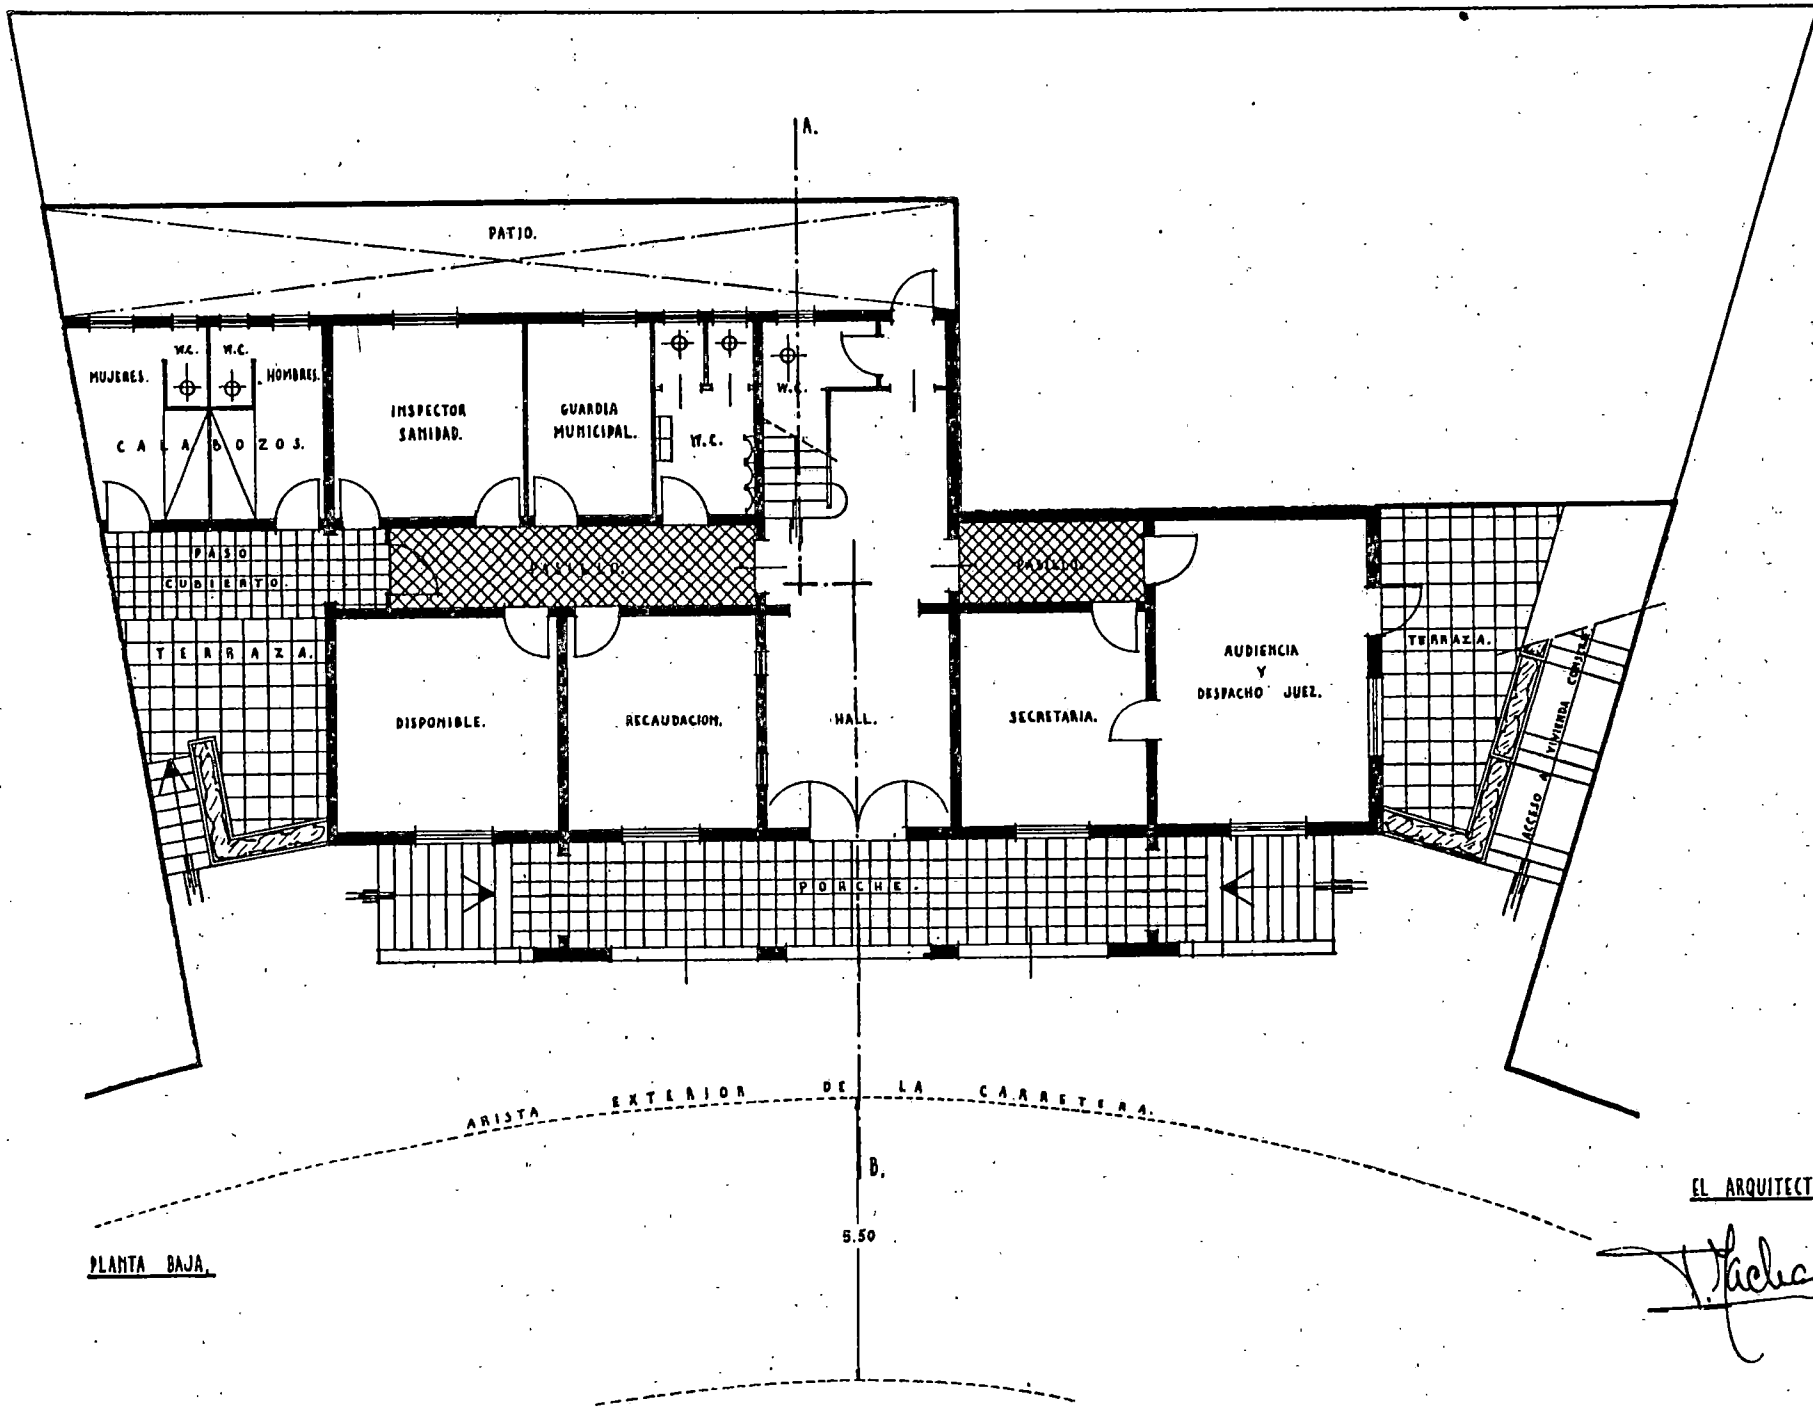 A.
PATIO.
W.C.
W.C.
MUJERES.
HOMBRES.
W.C.
INSPECTOR
SANIDAD.
GUARDIA
MUNICIPAL.
W.C.
CALABOZOS.
PASO
CUBIERTO.
PASILLO.
PASILLO.
TERRAZA.
TERRAZA.
AUDIENCIA
Y
DESPACHO JUEZ.
DISPONIBLE.
RECAUDACION.
HALL.
SECRETARIA.
ACCESO A VIVIENDA
PORCHE.
ARISTA EXTERIOR DE LA CARRETERA.
B.
5.50
PLANTA BAJA.
EL ARQUITECT